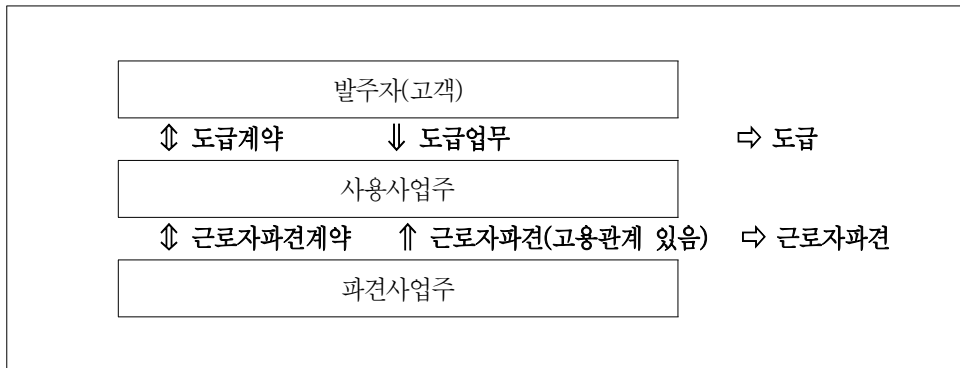 발주자(고객)
⇕ 도급계약 ⇓ 도급업무 ⇨ 도급
사용사업주
⇕ 근로자파견계약 ⇑ 근로자파견(고용관계 있음) ⇨ 근로자파견
파견사업주